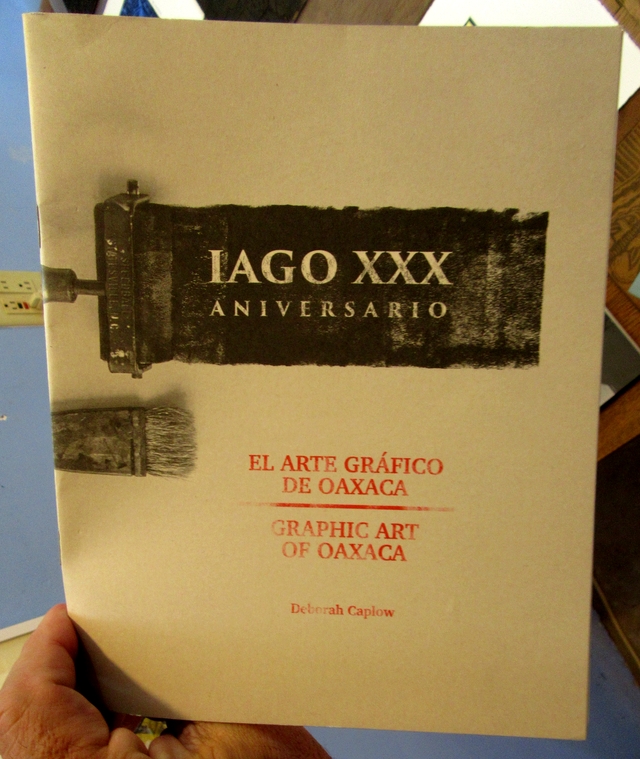 IAGO XXX
ANIVERSARIO
EL ARTE GRÁFICO
DE OAXACA
GRAPHIC ART
OF OAXACA
Deborah Caplow